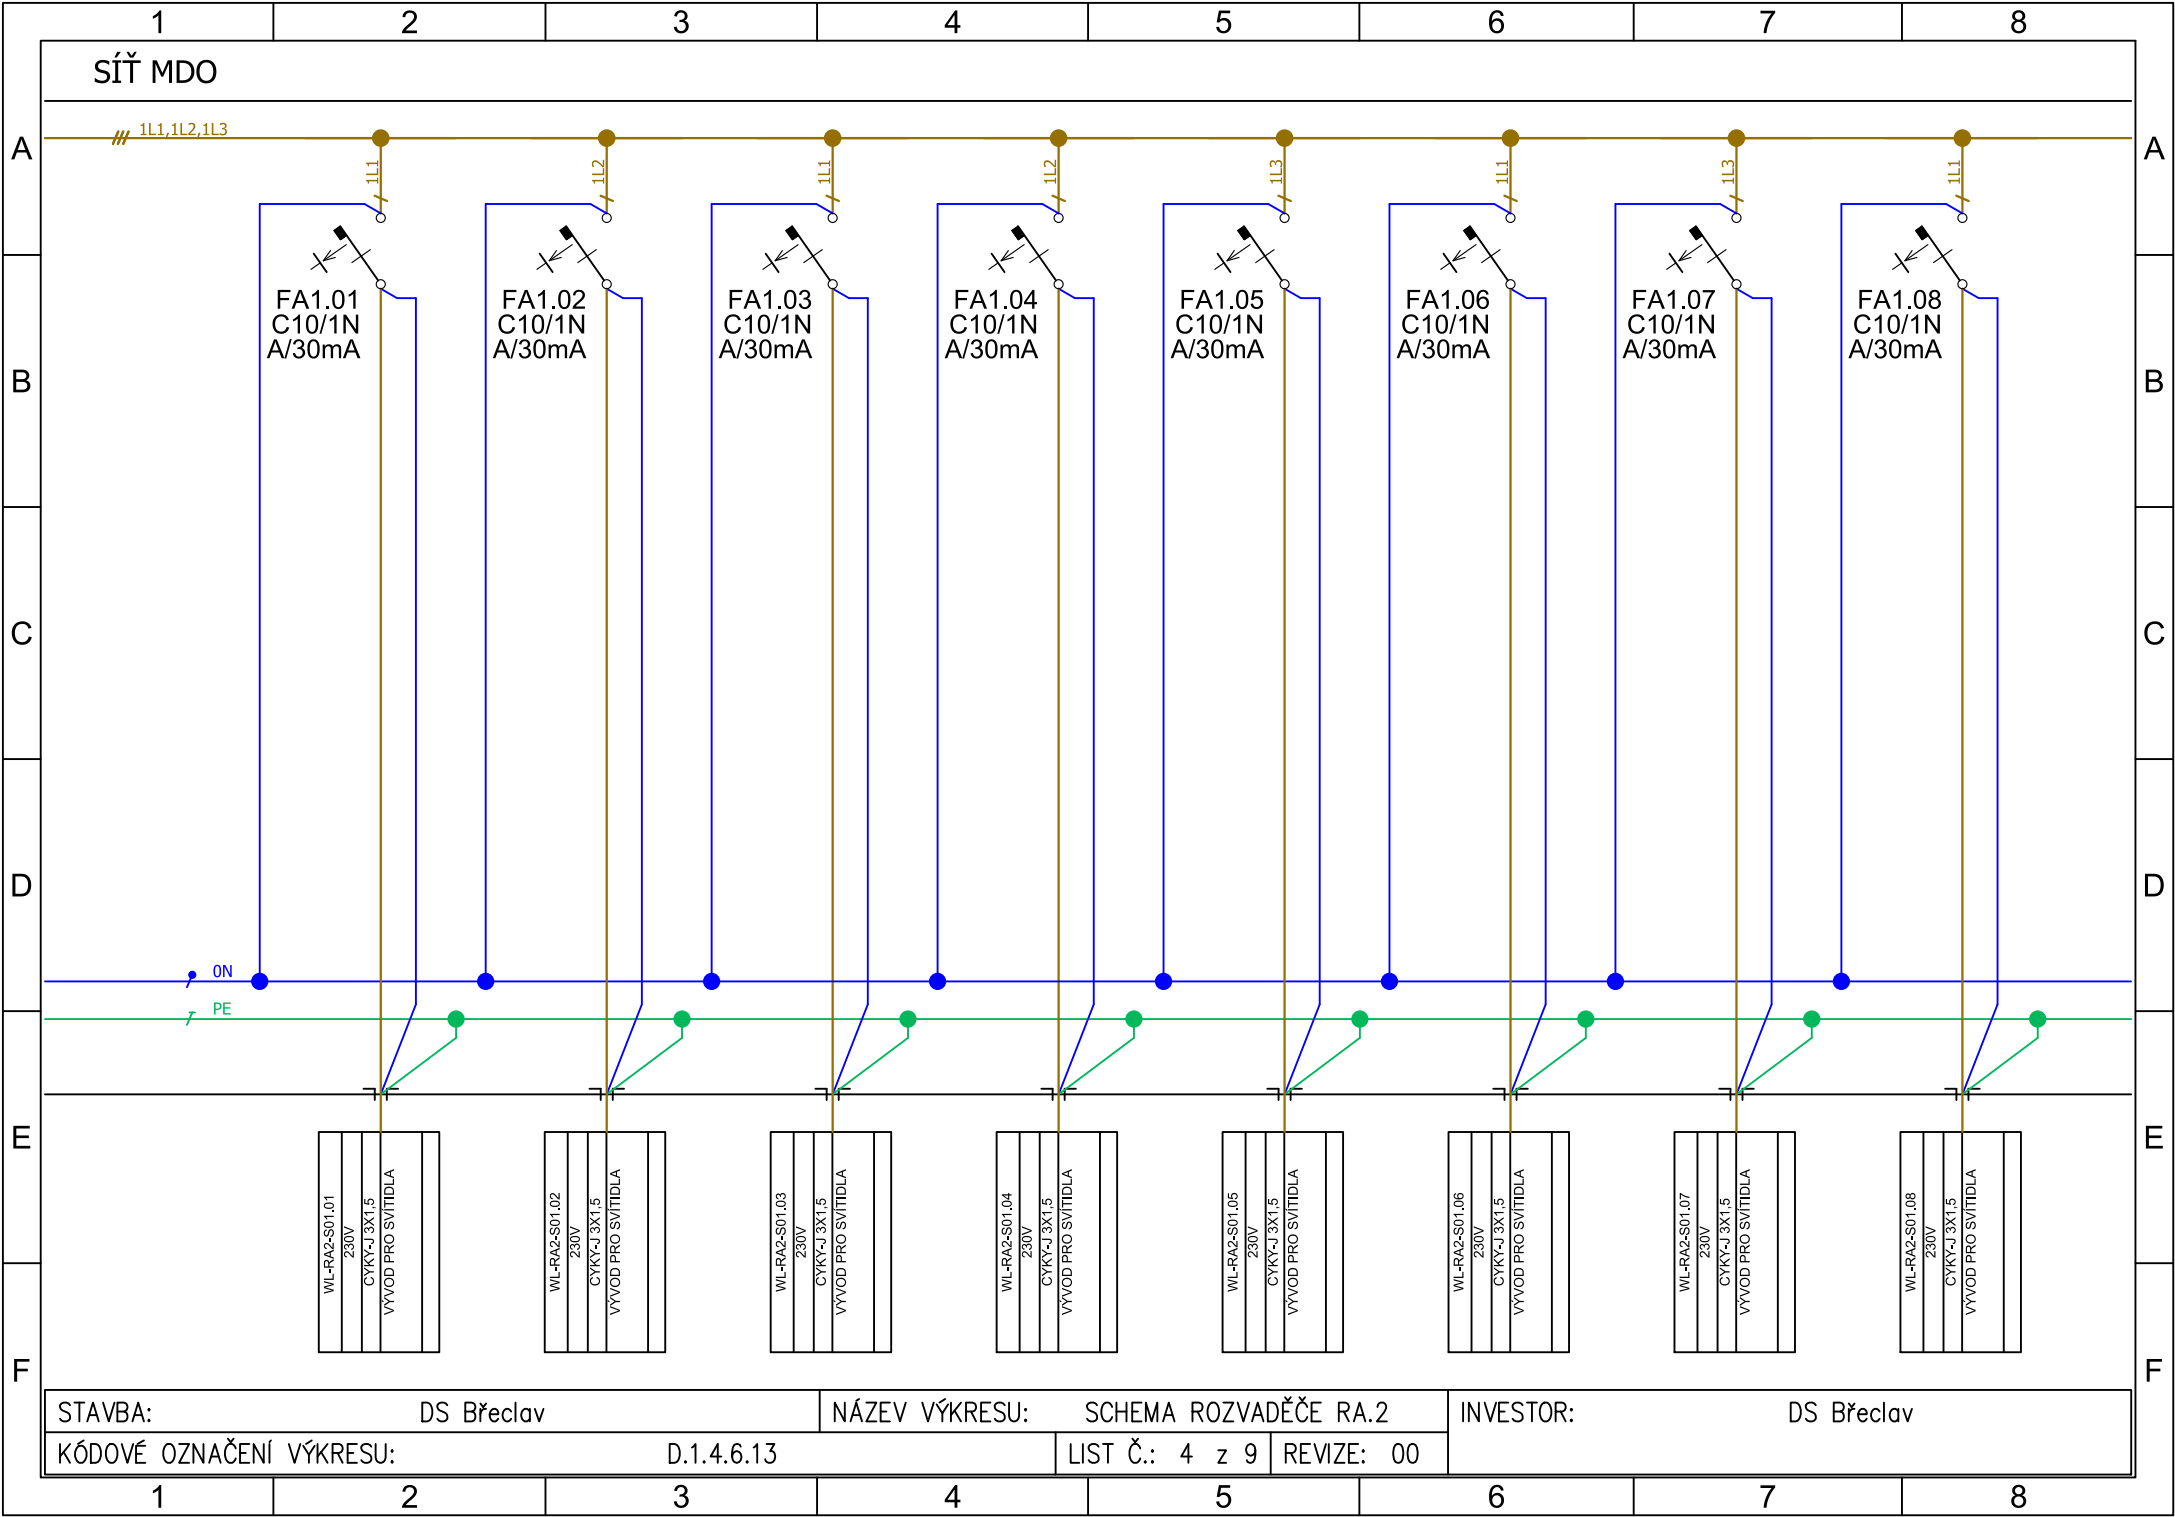 1 2 3 4 5 6 7 8
SÍŤ MDO
1L1,1L2,1L3
A A
1L1 1L2 1L1 1L2 1L3 1L1 1L3 1L1
FA1.01 FA1.02 FA1.03 FA1.04 FA1.05 FA1.06 FA1.07 FA1.08
C10/1N C10/1N C10/1N C10/1N C10/1N C10/1N C10/1N C10/1N
A/30mA A/30mA A/30mA A/30mA A/30mA A/30mA A/30mA A/30mA
B B
C C
D D
0N
PE
E E
WL-RA2-S01.01
230V
CYKY-J 3X1,5
VÝVOD PRO SVÍTIDLA
WL-RA2-S01.02
230V
CYKY-J 3X1,5
VÝVOD PRO SVÍTIDLA
WL-RA2-S01.03
230V
CYKY-J 3X1,5
VÝVOD PRO SVÍTIDLA
WL-RA2-S01.04
230V
CYKY-J 3X1,5
VÝVOD PRO SVÍTIDLA
WL-RA2-S01.05
230V
CYKY-J 3X1,5
VÝVOD PRO SVÍTIDLA
WL-RA2-S01.06
230V
CYKY-J 3X1,5
VÝVOD PRO SVÍTIDLA
WL-RA2-S01.07
230V
CYKY-J 3X1,5
VÝVOD PRO SVÍTIDLA
WL-RA2-S01.08
230V
CYKY-J 3X1,5
VÝVOD PRO SVÍTIDLA
F F
STAVBA: DS Břeclav NÁZEV VÝKRESU: SCHEMA ROZVADĚČE RA.2 INVESTOR: DS Břeclav
KÓDOVÉ OZNAČENÍ VÝKRESU: D.1.4.6.13 LIST Č.: 4 z 9 REVIZE: 00
1 2 3 4 5 6 7 8